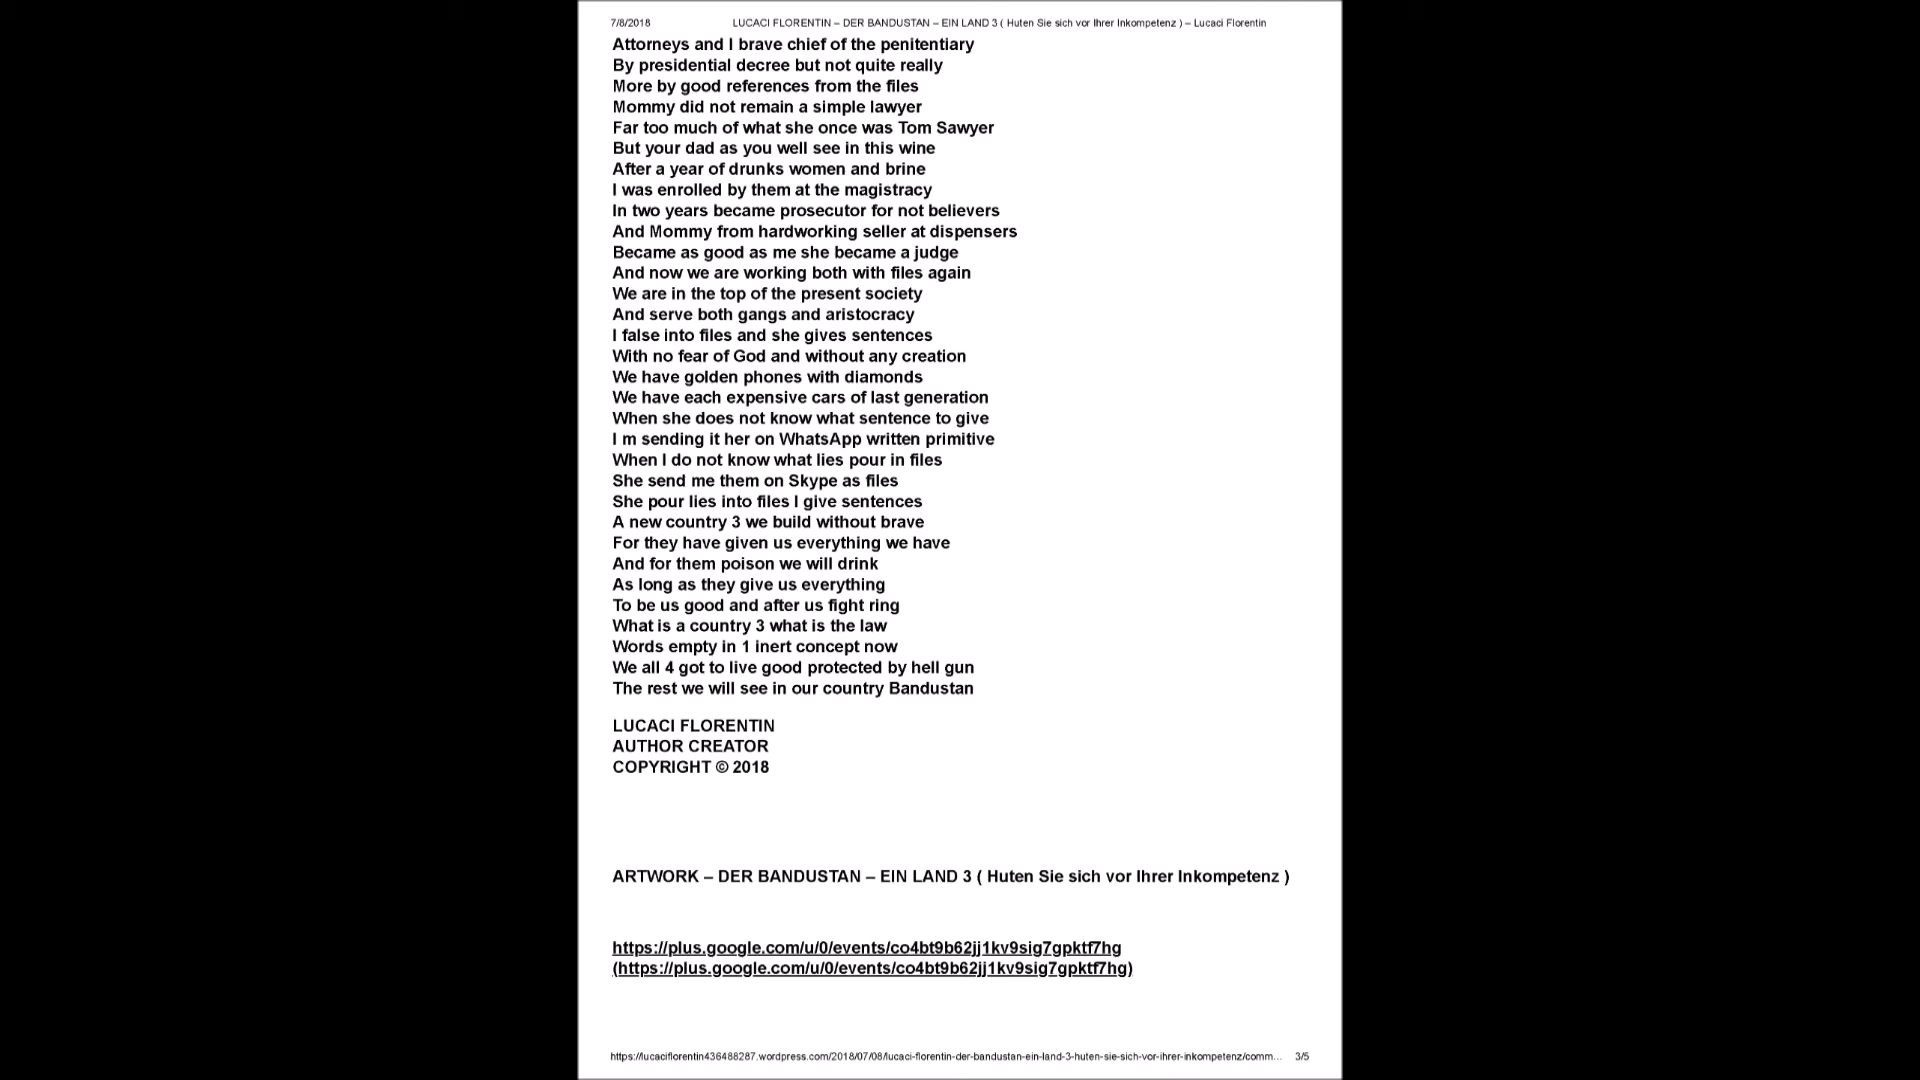 7/8/2018 LUCACI FLORENTIN – DER BANDUSTAN – EIN LAND 3 ( Huten Sie sich vor Ihrer Inkompetenz ) – Lucaci Florentin
Attorneys and I brave chief of the penitentiary
By presidential decree but not quite really
More by good references from the files
Mommy did not remain a simple lawyer
Far too much of what she once was Tom Sawyer
But your dad as you well see in this wine
After a year of drunks women and brine
I was enrolled by them at the magistracy
In two years became prosecutor for not believers
And Mommy from hardworking seller at dispensers
Became as good as me she became a judge
And now we are working both with files again
We are in the top of the present society
And serve both gangs and aristocracy
I false into files and she gives sentences
With no fear of God and without any creation
We have golden phones with diamonds
We have each expensive cars of last generation
When she does not know what sentence to give
I m sending it her on WhatsApp written primitive
When I do not know what lies pour in files
She send me them on Skype as files
She pour lies into files I give sentences
A new country 3 we build without brave
For they have given us everything we have
And for them poison we will drink
As long as they give us everything
To be us good and after us fight ring
What is a country 3 what is the law
Words empty in 1 inert concept now
We all 4 got to live good protected by hell gun
The rest we will see in our country Bandustan
LUCACI FLORENTIN
AUTHOR CREATOR
COPYRIGHT © 2018
ARTWORK – DER BANDUSTAN – EIN LAND 3 ( Huten Sie sich vor Ihrer Inkompetenz )
https://plus.google.com/u/0/events/co4bt9b62jj1kv9sig7gpktf7hg
(https://plus.google.com/u/0/events/co4bt9b62jj1kv9sig7gpktf7hg)
https://lucaciflorentin436488287.wordpress.com/2018/07/08/lucaci-florentin-der-bandustan-ein-land-3-huten-sie-sich-vor-ihrer-inkompetenz/comm… 3/5